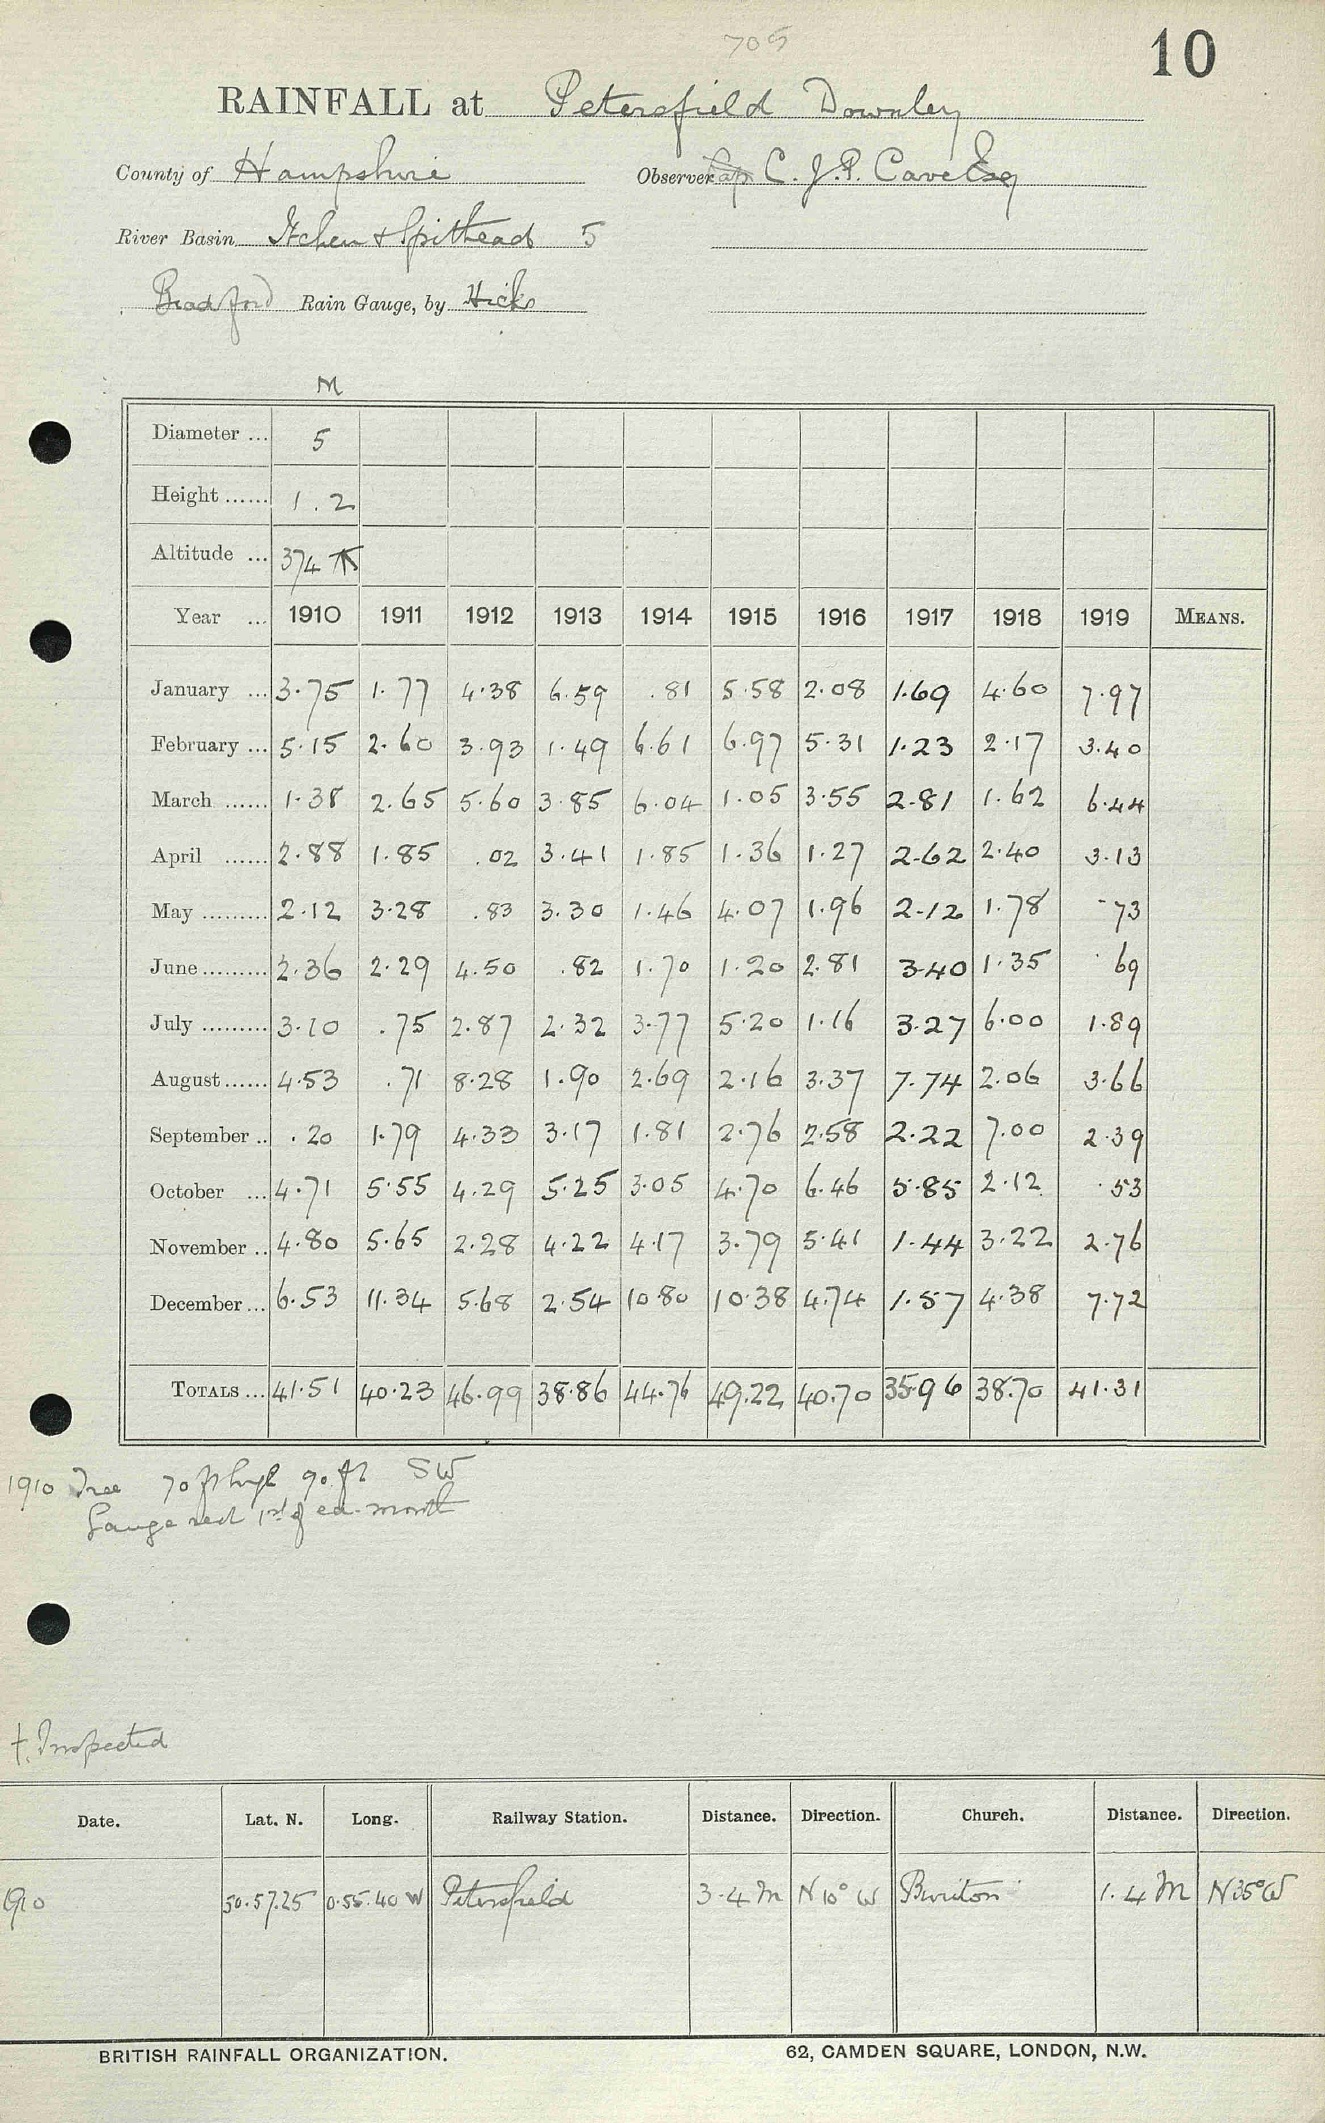 705
10
RAINFALL at Petersfield Downley
County of Hampshire Observer C. J. P. Cave Esq
River Basin Itchen & Spithead 5
Bradford Rain Gauge, by Hicks
M
Diameter ... 5
Height ...... 1.2
Altitude ... 374
Year ... 1910 1911 1912 1913 1914 1915 1916 1917 1918 1919 MEANS.
January ... 3.75 1.77 4.38 6.59 .81 5.58 2.08 1.69 4.60 7.97
February ... 5.15 2.60 3.93 1.49 6.61 6.97 5.31 1.23 2.17 3.40
March ...... 1.38 2.65 5.60 3.85 6.04 1.05 3.55 2.81 1.62 6.44
April ...... 2.88 1.85 .02 3.41 1.85 1.36 1.27 2.62 2.40 3.13
May ......... 2.12 3.28 .83 3.30 1.46 4.07 1.96 2.12 1.78 .73
June ......... 2.36 2.29 4.50 .82 1.70 1.20 2.81 3.40 1.35 .69
July ......... 3.10 .75 2.87 2.32 3.77 5.20 1.16 3.27 6.00 1.89
August ...... 4.53 .71 8.28 1.90 2.69 2.16 3.37 7.74 2.06 3.66
September .. .20 1.79 4.33 3.17 1.81 2.76 2.58 2.22 7.00 2.39
October ... 4.71 5.55 4.29 5.25 3.05 4.70 6.46 5.85 2.12 .53
November .. 4.80 5.65 2.28 4.22 4.17 3.79 5.41 1.44 3.22 2.76
December ... 6.53 11.34 5.68 2.54 10.80 10.38 4.74 1.57 4.38 7.72
TOTALS ... 41.51 40.23 46.99 38.86 44.76 49.22 40.70 35.96 38.70 41.31
1910 Tree 70 ft high 90 ft SW
Gauge read 1st of ea. month
†. Inspected
Date. Lat. N. Long. Railway Station. Distance. Direction. Church. Distance. Direction.
1910 50.57.25 0.55.40 W Petersfield 3.4 M N 10° W Buriton 1.4 M N 35° W
BRITISH RAINFALL ORGANIZATION. 62, CAMDEN SQUARE, LONDON, N.W.